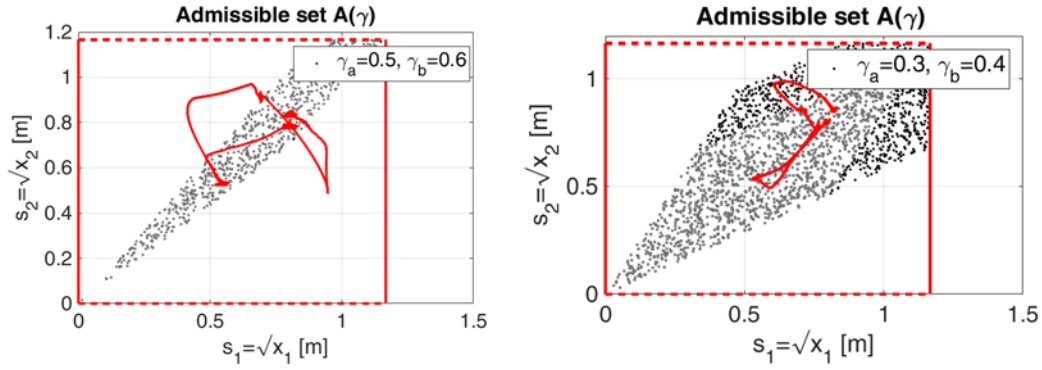 Admissible set A(γ)
1.2
1
0.8
0.6
0.4
0.2
0
s₂=√x₂ [m]
γₐ=0.5, γ_b=0.6
0
0.5
1
1.5
s₁=√x₁ [m]
Admissible set A(γ)
1
0.5
0
s₂=√x₂ [m]
γₐ=0.3, γ_b=0.4
0
0.5
1
1.5
s₁=√x₁ [m]